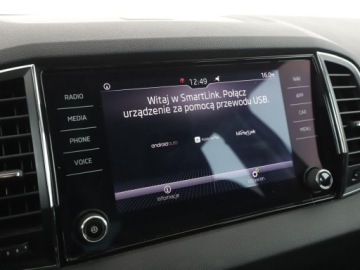 12:49
16.0
RADIO
MEDIA
PHONE
VOICE
Witaj w SmartLink. Połącz
urządzenie za pomocą przewodu USB.
androidauto
MirrorLink
Informacje
NAV
APP
CAR
MENU